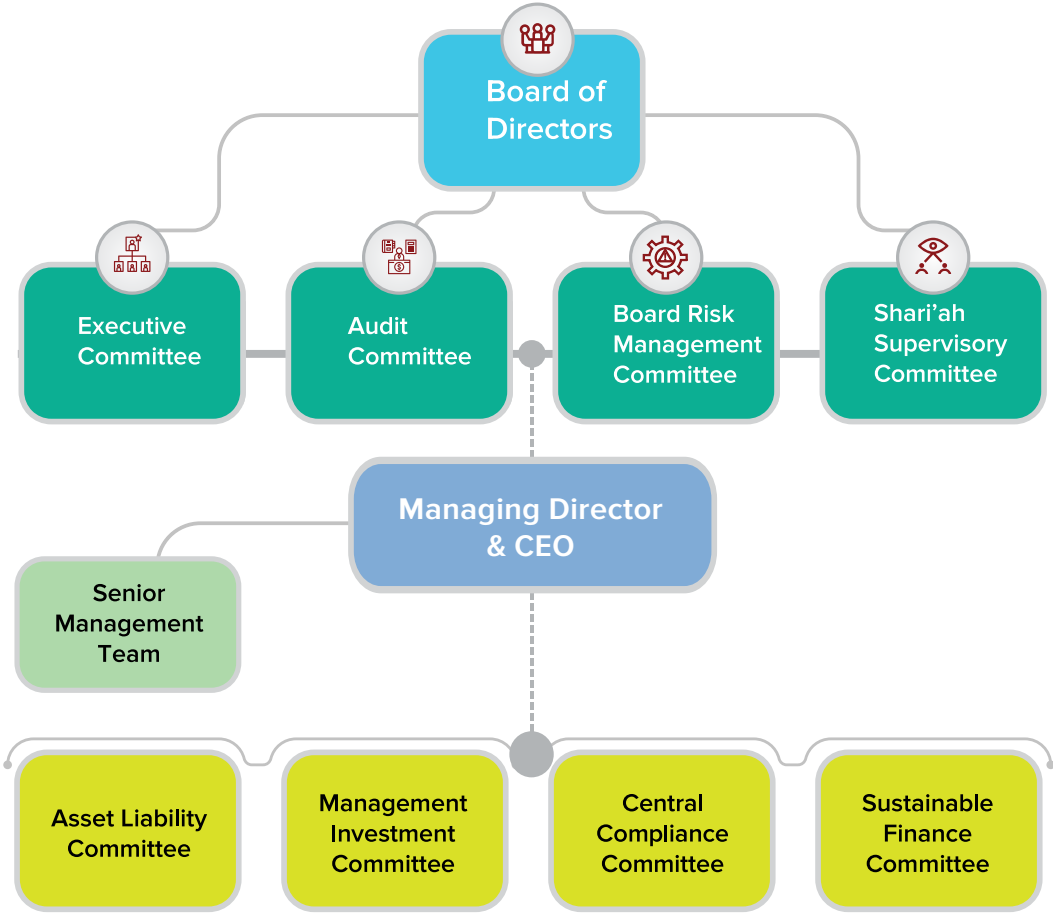 Board of
Directors
Executive
Committee
Audit
Committee
Board Risk
Management
Committee
Shari’ah
Supervisory
Committee
Managing Director
& CEO
Senior
Management
Team
Asset Liability
Committee
Management
Investment
Committee
Central
Compliance
Committee
Sustainable
Finance
Committee